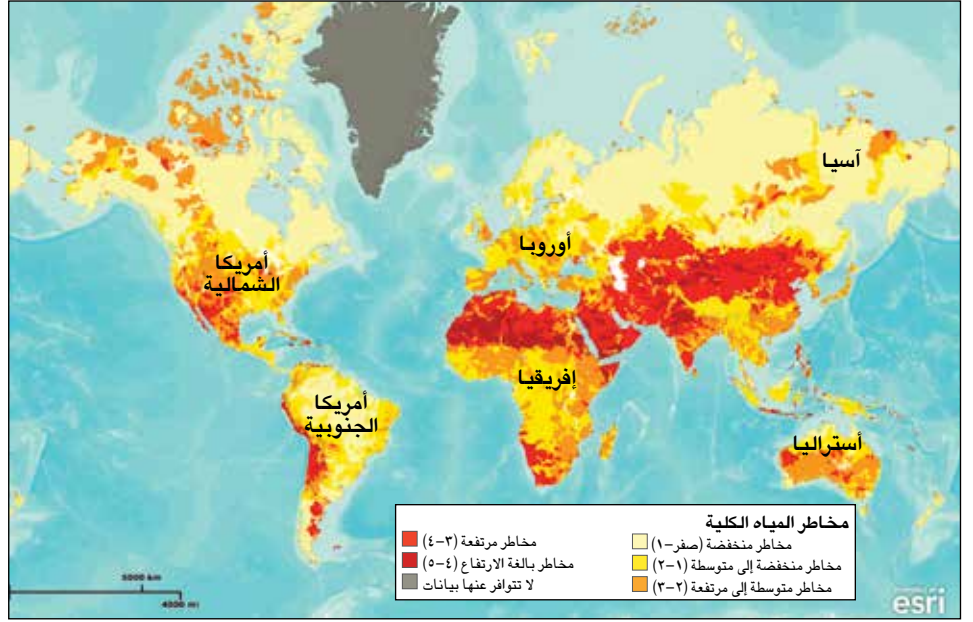 آسيا
أوروبا
أمريكا
الشمالية
إفريقيا
أمريكا
الجنوبية
أستراليا
مخاطر المياه الكلية
مخاطر منخفضة (صفر-١)
مخاطر منخفضة إلى متوسطة (١-٢)
مخاطر متوسطة إلى مرتفعة (٢-٣)
مخاطر مرتفعة (٣-٤)
مخاطر بالغة الارتفاع (٤-٥)
لا تتوافر عنها بيانات
5000 km
4000 mi
esri